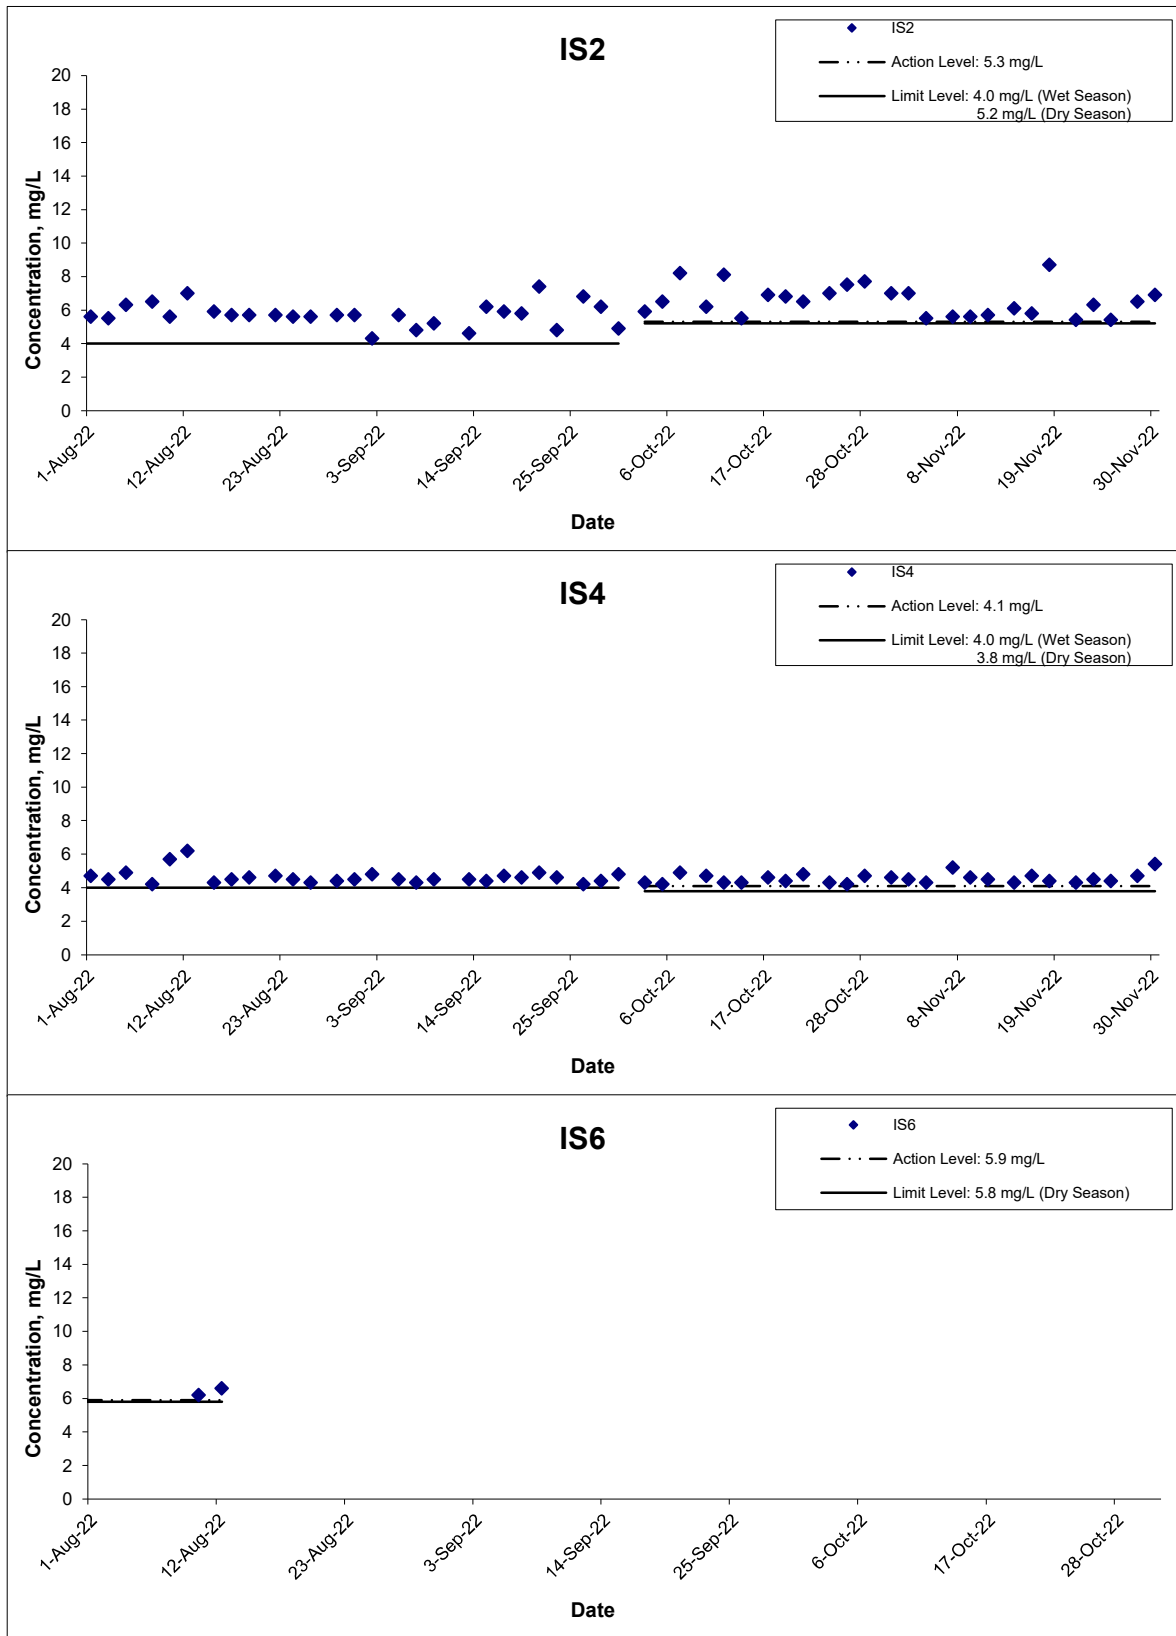 IS2
IS2
Action Level: 5.3 mg/L
Limit Level: 4.0 mg/L (Wet Season)
5.2 mg/L (Dry Season)
Concentration, mg/L
20
18
16
14
12
10
8
6
4
2
0
1-Aug-22
12-Aug-22
23-Aug-22
3-Sep-22
14-Sep-22
25-Sep-22
6-Oct-22
17-Oct-22
28-Oct-22
8-Nov-22
19-Nov-22
30-Nov-22
Date
IS4
IS4
Action Level: 4.1 mg/L
Limit Level: 4.0 mg/L (Wet Season)
3.8 mg/L (Dry Season)
Concentration, mg/L
20
18
16
14
12
10
8
6
4
2
0
1-Aug-22
12-Aug-22
23-Aug-22
3-Sep-22
14-Sep-22
25-Sep-22
6-Oct-22
17-Oct-22
28-Oct-22
8-Nov-22
19-Nov-22
30-Nov-22
Date
IS6
IS6
Action Level: 5.9 mg/L
Limit Level: 5.8 mg/L (Dry Season)
Concentration, mg/L
20
18
16
14
12
10
8
6
4
2
0
1-Aug-22
12-Aug-22
23-Aug-22
3-Sep-22
14-Sep-22
25-Sep-22
6-Oct-22
17-Oct-22
28-Oct-22
Date